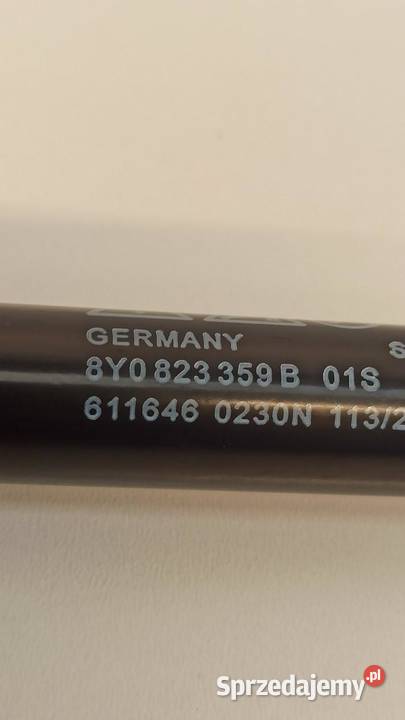 GERMANY
8Y0 823 359 B 01S
611646 0230N 113/2
Sprzedajemy.pl